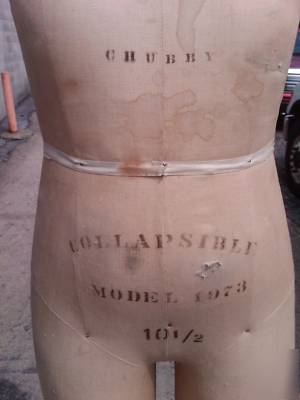 CHUBBY
COLLAPSIBLE
MODEL 1973
10 1/2